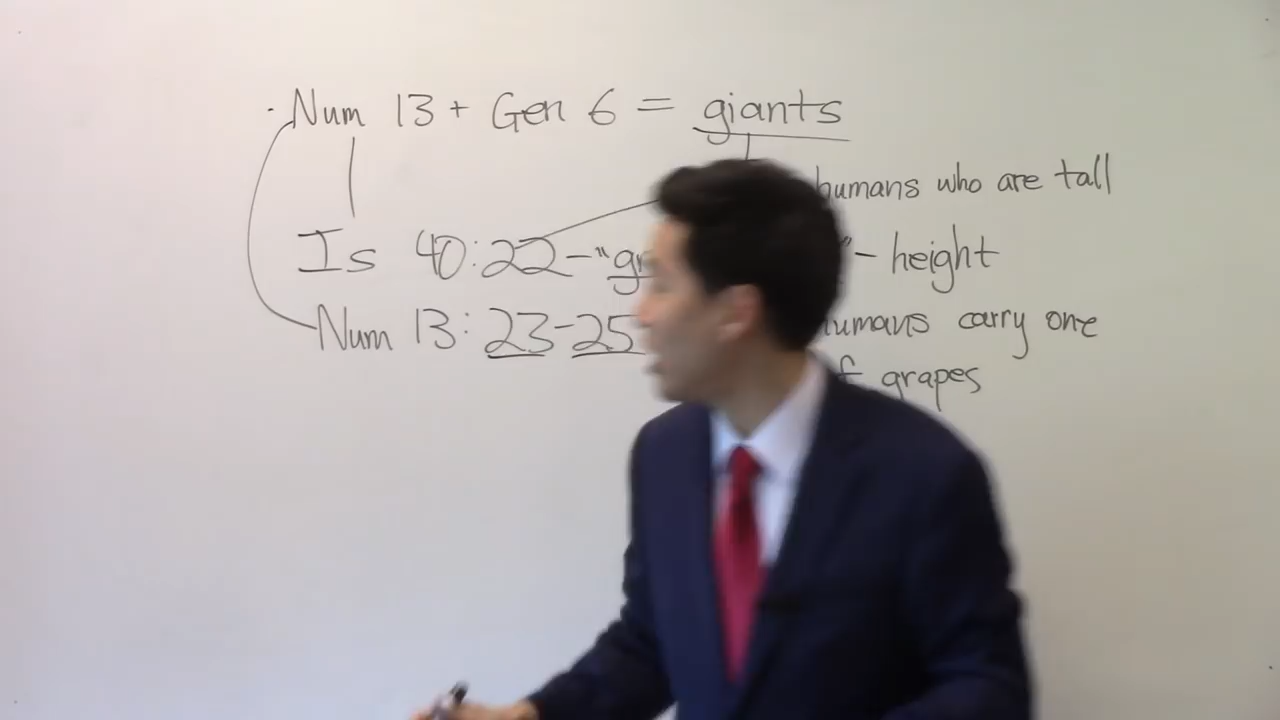 · Num 13 + Gen 6 = giants
humans who are tall
Is 40:22 - "gr " - height
Num 13: 23-25 humans carry one
of grapes